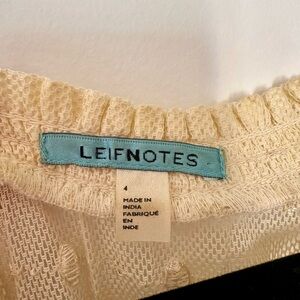 LEIFNOTES
4
MADE IN
INDIA
FABRIQUÉ
EN
INDE